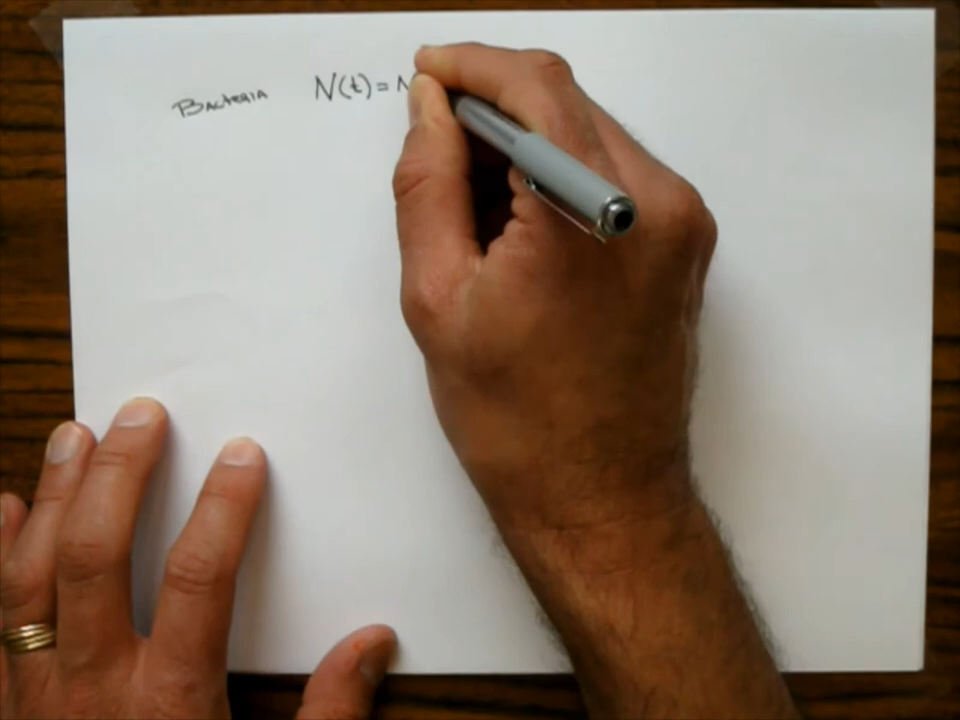 Bacteria N(t) = N